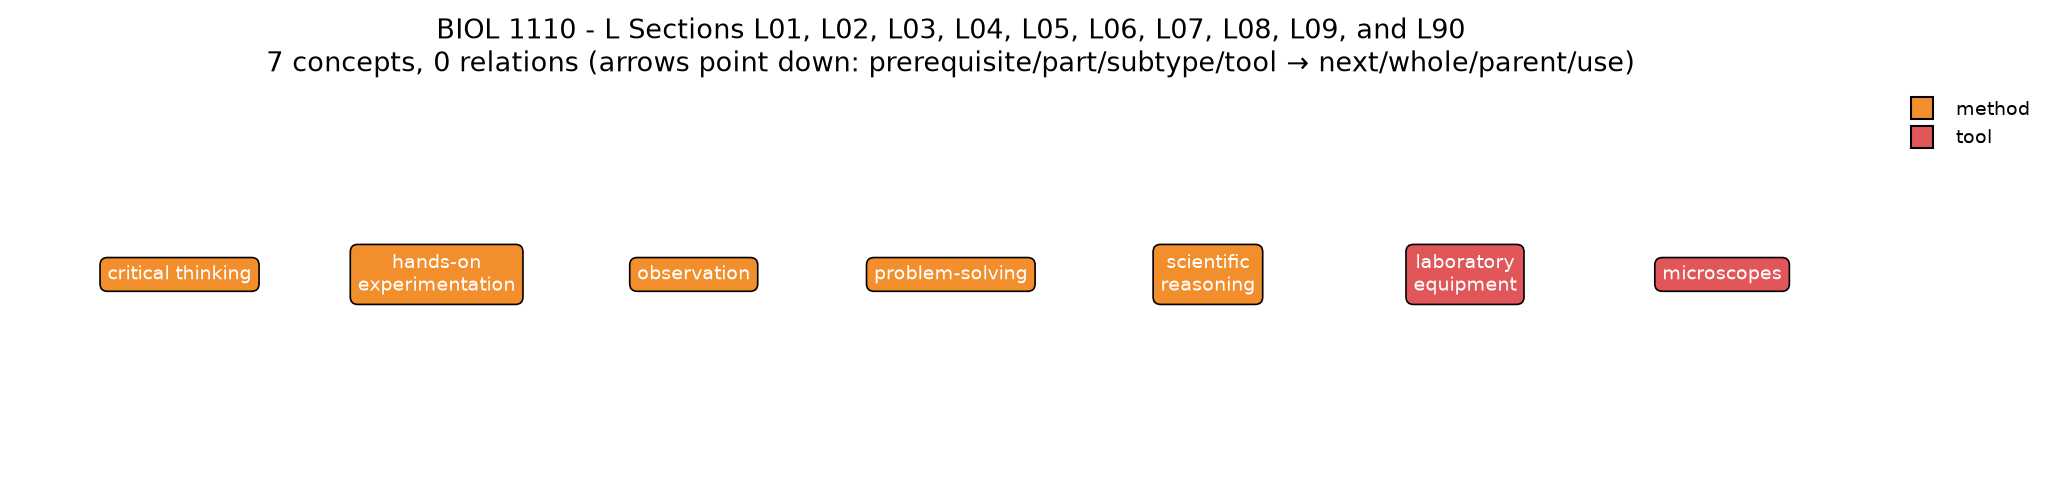 BIOL 1110 - L Sections L01, L02, L03, L04, L05, L06, L07, L08, L09, and L90
7 concepts, 0 relations (arrows point down: prerequisite/part/subtype/tool → next/whole/parent/use)
method
tool
critical thinking
hands-on
experimentation
observation
problem-solving
scientific
reasoning
laboratory
equipment
microscopes